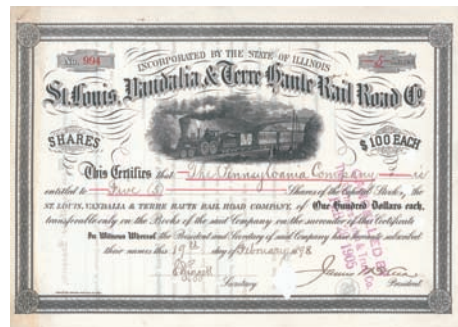 No. 994
INCORPORATED BY THE STATE OF ILLINOIS
5
St. Louis, Vandalia & Terre Haute Rail Road Co.
SHARES
$100 EACH
This Certifies that The Pennsylvania Company is
entitled to Five (5) Shares of the Capital Stock of the
ST. LOUIS, VANDALIA & TERRE HAUTE RAIL ROAD COMPANY, of One Hundred Dollars each,
transferable only on the Books of the said Company on the surrender of this Certificate
In Witness Whereof, the President and Secretary of said Company have hereunto subscribed
their names this 19th day of February 1898
Secretary
President
1905